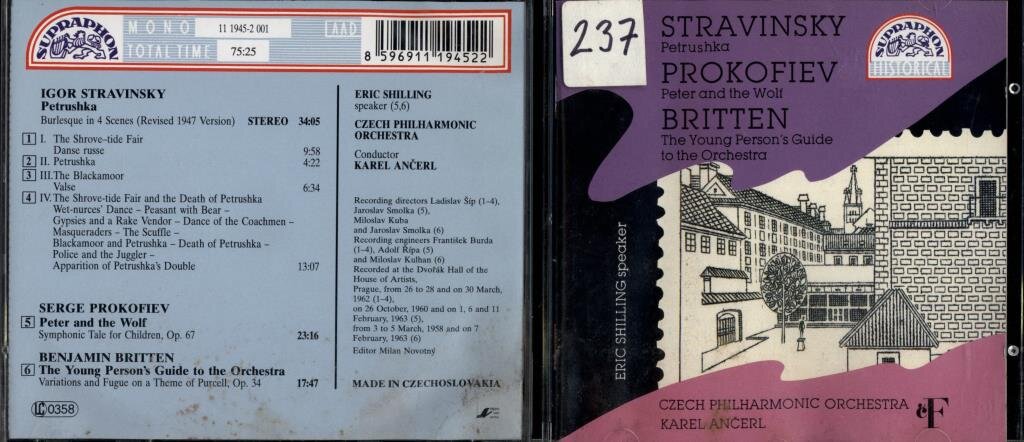 SUPRAPHON
MONO
11 1945-2 001
TOTAL TIME
75:25
AAD
8 596911 194522
IGOR STRAVINSKY
Petrushka
Burlesque in 4 Scenes (Revised 1947 Version) STEREO 34:05
1 I. The Shrove-tide Fair
Danse russe 9:58
2 II. Petrushka 4:22
3 III. The Blackamoor
Valse 6:34
4 IV. The Shrove-tide Fair and the Death of Petrushka
Wet-nurces' Dance – Peasant with Bear –
Gypsies and a Rake Vendor – Dance of the Coachmen –
Masqueraders – The Scuffle –
Blackamoor and Petrushka – Death of Petrushka –
Police and the Juggler –
Apparition of Petrushka's Double 13:07
SERGE PROKOFIEV
5 Peter and the Wolf
Symphonic Tale for Children, Op. 67 23:16
BENJAMIN BRITTEN
6 The Young Person's Guide to the Orchestra
Variations and Fugue on a Theme of Purcell, Op. 34 17:47
LC 0358
ERIC SHILLING
speaker (5,6)
CZECH PHILHARMONIC
ORCHESTRA
Conductor
KAREL ANČERL
Recording directors Ladislav Šíp (1–4),
Jaroslav Smolka (5),
Miloslav Kuba
and Jaroslav Smolka (6)
Recording engineers František Burda
(1–4), Adolf Řípa (5)
and Miloslav Kulhan (6)
Recorded at the Dvořák Hall of the
House of Artists,
Prague, from 26 to 28 and on 30 March,
1962 (1–4),
on 26 October, 1960 and on 1, 6 and 11
February, 1963 (5),
from 3 to 5 March, 1958 and on 7
February, 1963 (6)
Editor Milan Novotný
MADE IN CZECHOSLOVAKIA
237
STRAVINSKY
Petrushka
PROKOFIEV
Peter and the Wolf
BRITTEN
The Young Person's Guide
to the Orchestra
SUPRAPHON
HISTORICAL
ERIC SHILLING speaker
CZECH PHILHARMONIC ORCHESTRA
KAREL ANČERL